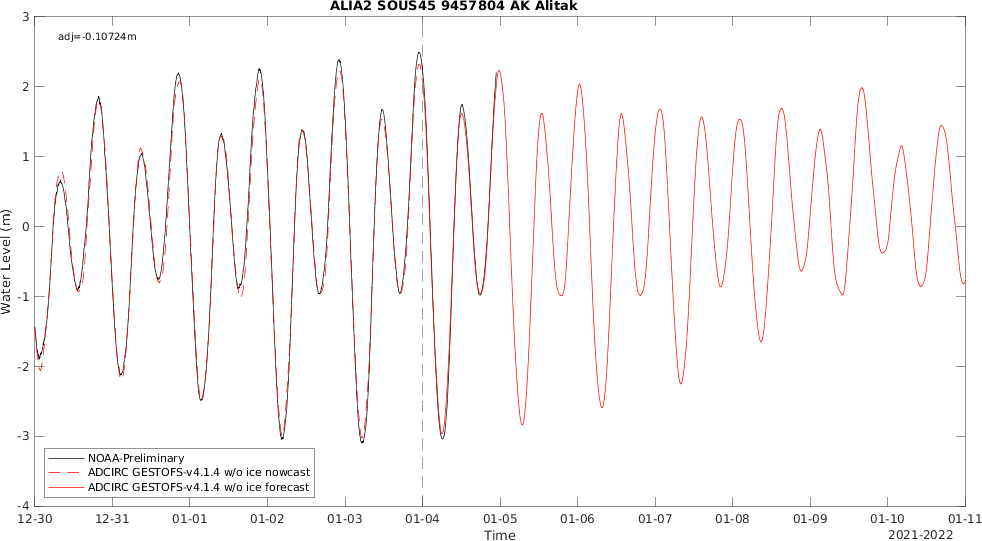 ALIA2 SOUS45 9457804 AK Alitak
adj=-0.10724m
3
2
1
0
-1
-2
-3
-4
Water Level (m)
NOAA-Preliminary
ADCIRC GESTOFS-v4.1.4 w/o ice nowcast
ADCIRC GESTOFS-v4.1.4 w/o ice forecast
12-30 12-31 01-01 01-02 01-03 01-04 01-05 01-06 01-07 01-08 01-09 01-10 01-11
Time
2021-2022